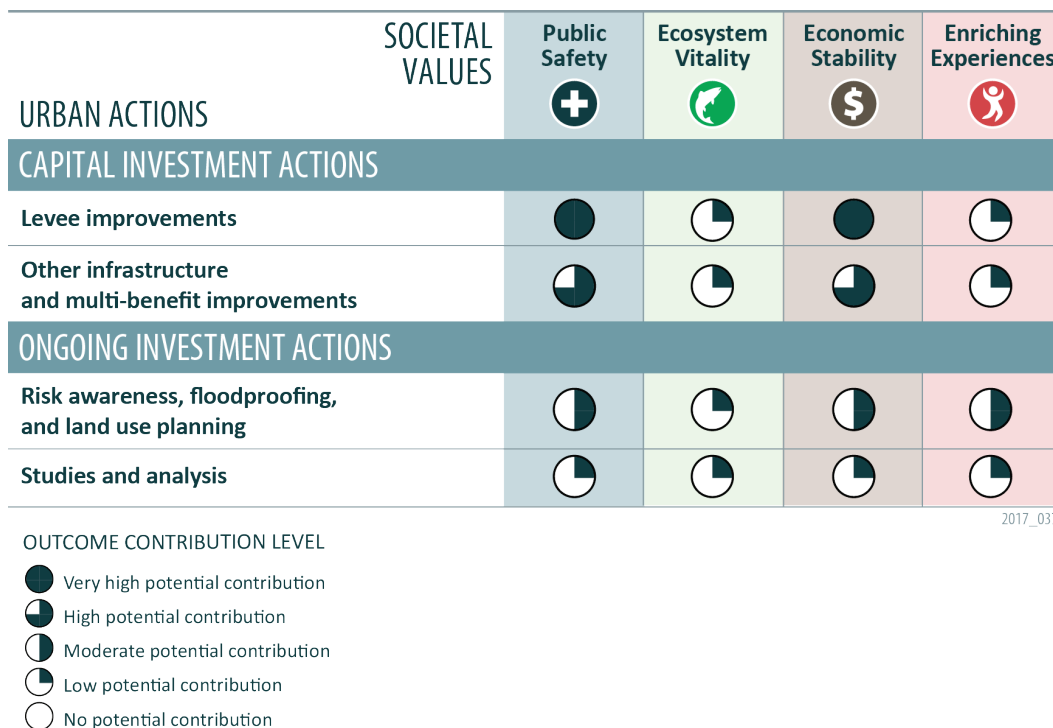 SOCIETAL
VALUES
URBAN ACTIONS
Public
Safety
Ecosystem
Vitality
Economic
Stability
$
Enriching
Experiences
CAPITAL INVESTMENT ACTIONS
Levee improvements
Other infrastructure
and multi-benefit improvements
ONGOING INVESTMENT ACTIONS
Risk awareness, floodproofing,
and land use planning
Studies and analysis
OUTCOME CONTRIBUTION LEVEL
Very high potential contribution
High potential contribution
Moderate potential contribution
Low potential contribution
No potential contribution